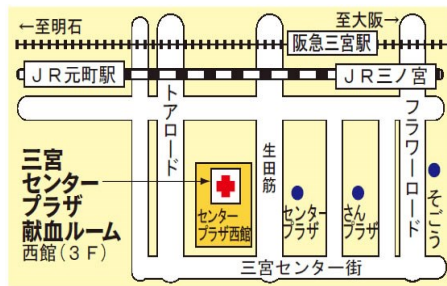 ←至明石
至大阪→
阪急三宮駅
JR元町駅
JR三ノ宮
トアロード
生田筋
フラワーロード
三宮
センター
プラザ
献血ルーム
西館(3F)
センター
プラザ西館
センター
プラザ
さん
プラザ
そごう
三宮センター街